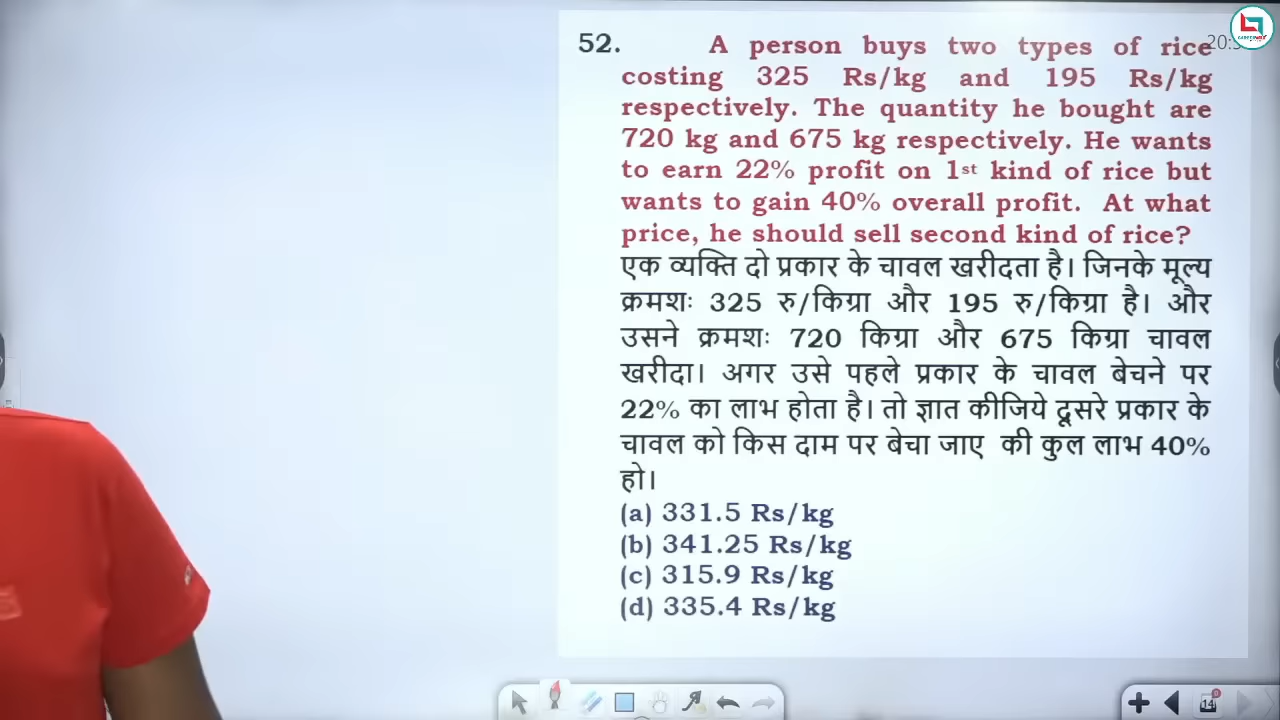 52. A person buys two types of rice
costing 325 Rs/kg and 195 Rs/kg
respectively. The quantity he bought are
720 kg and 675 kg respectively. He wants
to earn 22% profit on 1st kind of rice but
wants to gain 40% overall profit. At what
price, he should sell second kind of rice?
एक व्यक्ति दो प्रकार के चावल खरीदता है। जिनके मूल्य
क्रमशः 325 रु/किग्रा और 195 रु/किग्रा है। और
उसने क्रमशः 720 किग्रा और 675 किग्रा चावल
खरीदा। अगर उसे पहले प्रकार के चावल बेचने पर
22% का लाभ होता है। तो ज्ञात कीजिये दूसरे प्रकार के
चावल को किस दाम पर बेचा जाए की कुल लाभ 40%
हो।
(a) 331.5 Rs/kg
(b) 341.25 Rs/kg
(c) 315.9 Rs/kg
(d) 335.4 Rs/kg
14